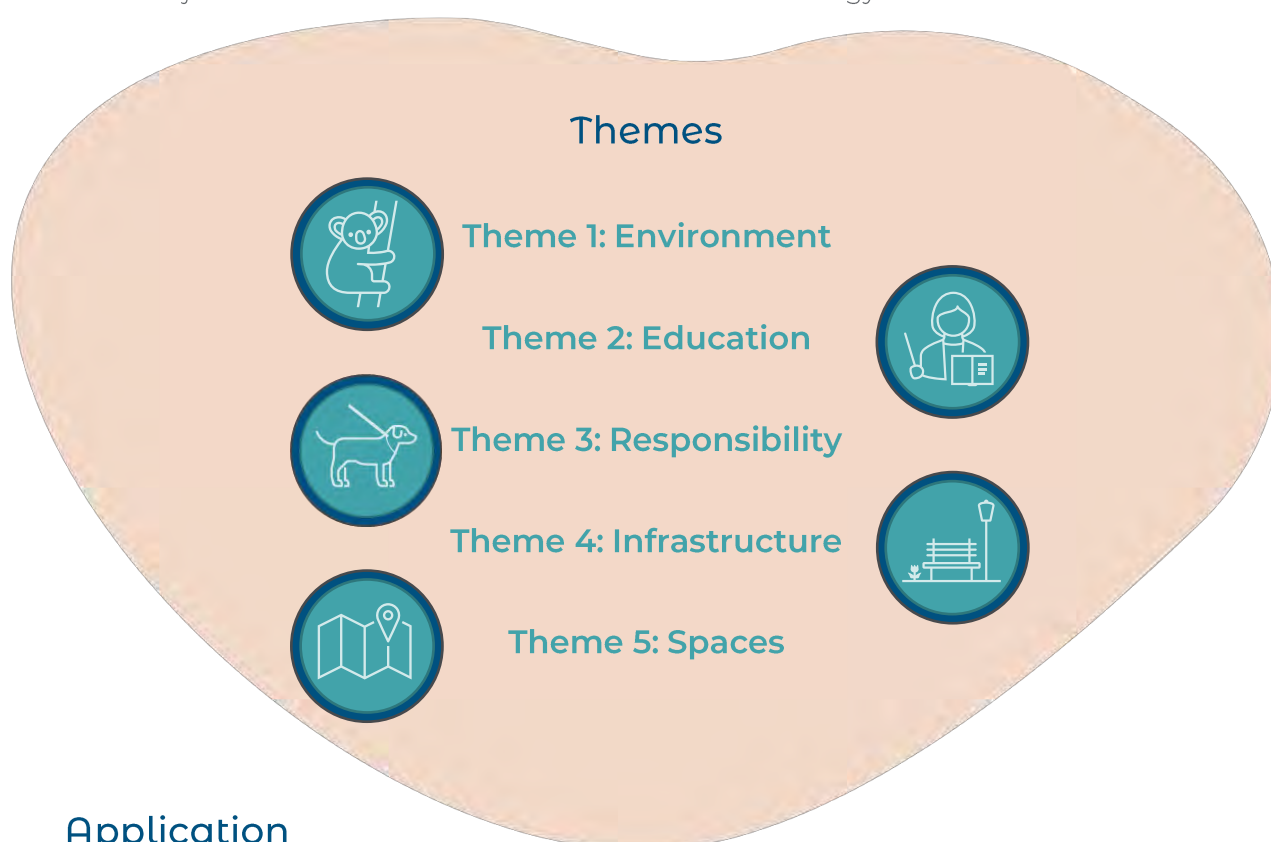 Themes
Theme 1: Environment
Theme 2: Education
Theme 3: Responsibility
Theme 4: Infrastructure
Theme 5: Spaces
Application